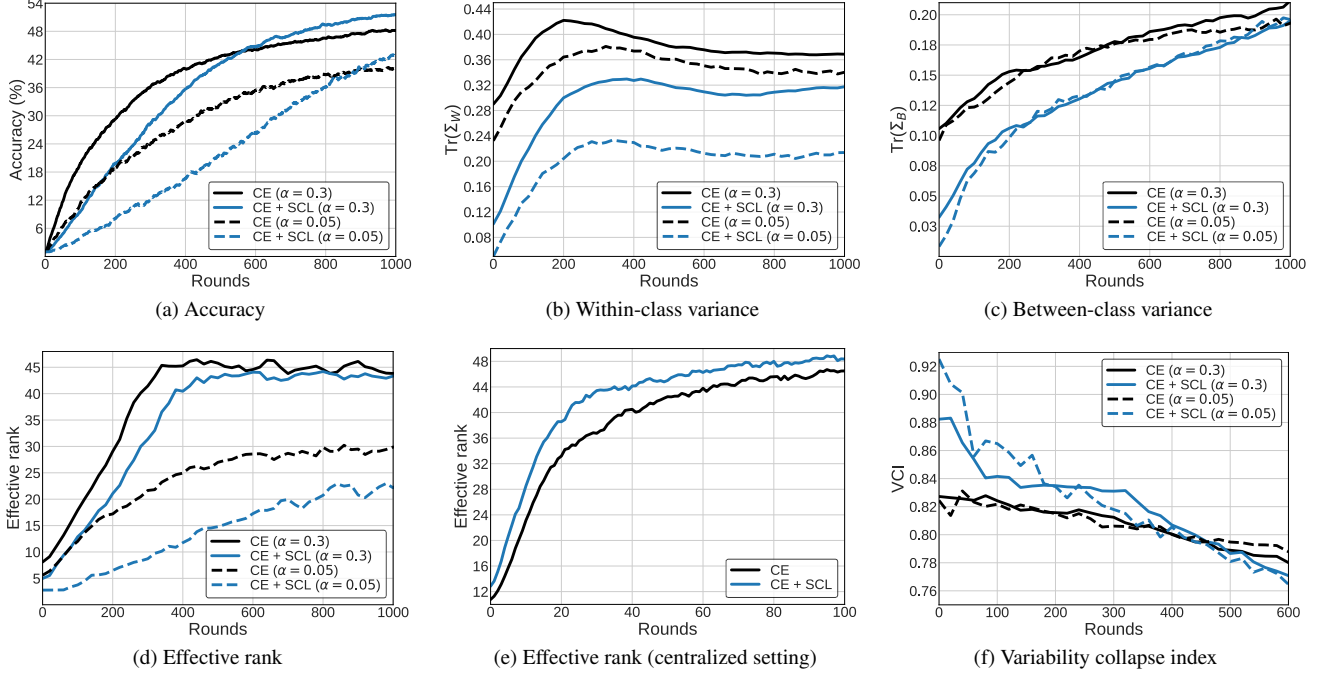 54
48
42
36
30
24
18
12
6
Accuracy (%)
CE (α = 0.3)
CE + SCL (α = 0.3)
CE (α = 0.05)
CE + SCL (α = 0.05)
0 200 400 600 800 1000
Rounds
(a) Accuracy
0.44
0.40
0.36
0.32
0.28
0.24
0.20
0.16
0.12
0.08
Tr(Σ_W)
CE (α = 0.3)
CE + SCL (α = 0.3)
CE (α = 0.05)
CE + SCL (α = 0.05)
0 200 400 600 800 1000
Rounds
(b) Within-class variance
0.20
0.18
0.15
0.12
0.10
0.08
0.05
0.03
Tr(Σ_B)
CE (α = 0.3)
CE + SCL (α = 0.3)
CE (α = 0.05)
CE + SCL (α = 0.05)
0 200 400 600 800 1000
Rounds
(c) Between-class variance
45
40
35
30
25
20
15
10
5
Effective rank
CE (α = 0.3)
CE + SCL (α = 0.3)
CE (α = 0.05)
CE + SCL (α = 0.05)
0 200 400 600 800 1000
Rounds
(d) Effective rank
48
44
40
36
32
28
24
20
16
12
Effective rank
CE
CE + SCL
0 20 40 60 80 100
Rounds
(e) Effective rank (centralized setting)
0.92
0.90
0.88
0.86
0.84
0.82
0.80
0.78
0.76
VCI
CE (α = 0.3)
CE + SCL (α = 0.3)
CE (α = 0.05)
CE + SCL (α = 0.05)
0 100 200 300 400 500 600
Rounds
(f) Variability collapse index